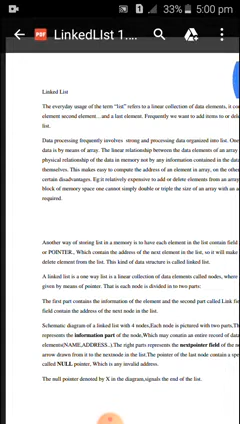 33% 5:00 pm
PDF LinkedLIst 1....
Linked List
The everyday usage of the term "list" refers to a linear collection of data elements, it co
element second element... and a last element. Frequently we want to add items to or dele
list.
Data processing frequently involves strong and processing data organized into list. One
data is by means of array. The linear relationship between the data elements of an array
physical relationship of the data in memory not by any information contained in the data
themselves. This makes easy to compute the address of an element in array, on the othe
certain disadvantages. Eg it relatively expensive to add or delete elements from an array
block of memory space one cannot simply double or triple the size of an array with an a
required.
Another way of storing list in a memory is to have each element in the list contain field
or POINTER., Which contain the address of the next element in the list, so it will make
delete element from the list. This kind of data structure is called linked list.
A linked list is a one way list is a linear collection of data elements called nodes, where
given by means of pointer. That is each node is divided in to two parts:
The first part contains the information of the element and the second part called Link fie
field contain the address of the next node in the list.
Schematic diagram of a linked list with 4 nodes,Each node is pictured with two parts,Th
represents the information part of the node.Which may conatin an entire record of data
elements(NAME,ADDRESS..).The right parts represents the nextpointer field of the no
arrow drawn from it to the nextnode in the list.The pointer of the last node contain a spe
called NULL pointer, Which is any invalid address.
The null pointer denoted by X in the diagram,signals the end of the list.